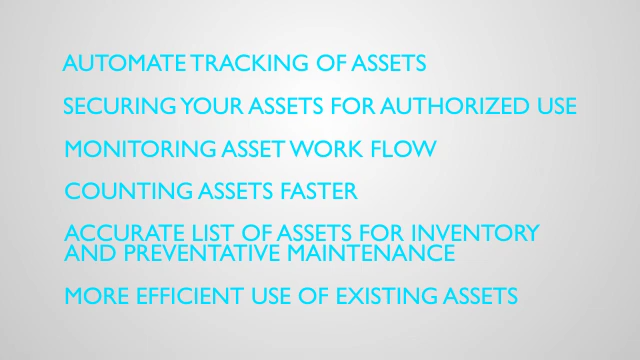 AUTOMATE TRACKING OF ASSETS
SECURING YOUR ASSETS FOR AUTHORIZED USE
MONITORING ASSET WORK FLOW
COUNTING ASSETS FASTER
ACCURATE LIST OF ASSETS FOR INVENTORY
AND PREVENTATIVE MAINTENANCE
MORE EFFICIENT USE OF EXISTING ASSETS